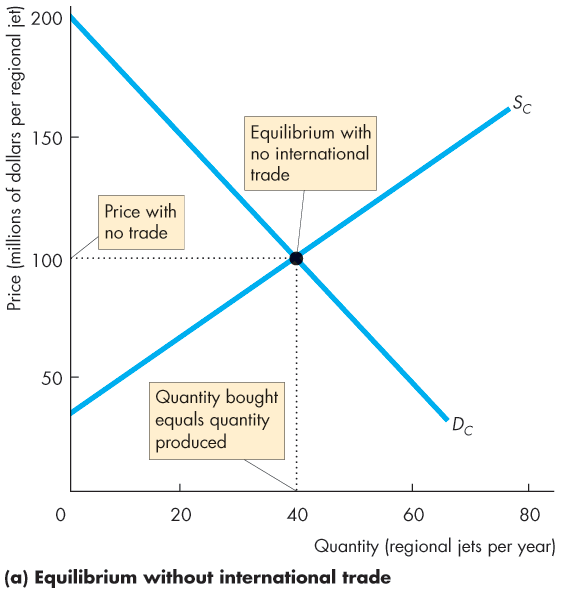 Price (millions of dollars per regional jet)
200
150
100
50
0
20
40
60
80
S_C
Equilibrium with
no international
trade
Price with
no trade
Quantity bought
equals quantity
produced
D_C
Quantity (regional jets per year)
(a) Equilibrium without international trade